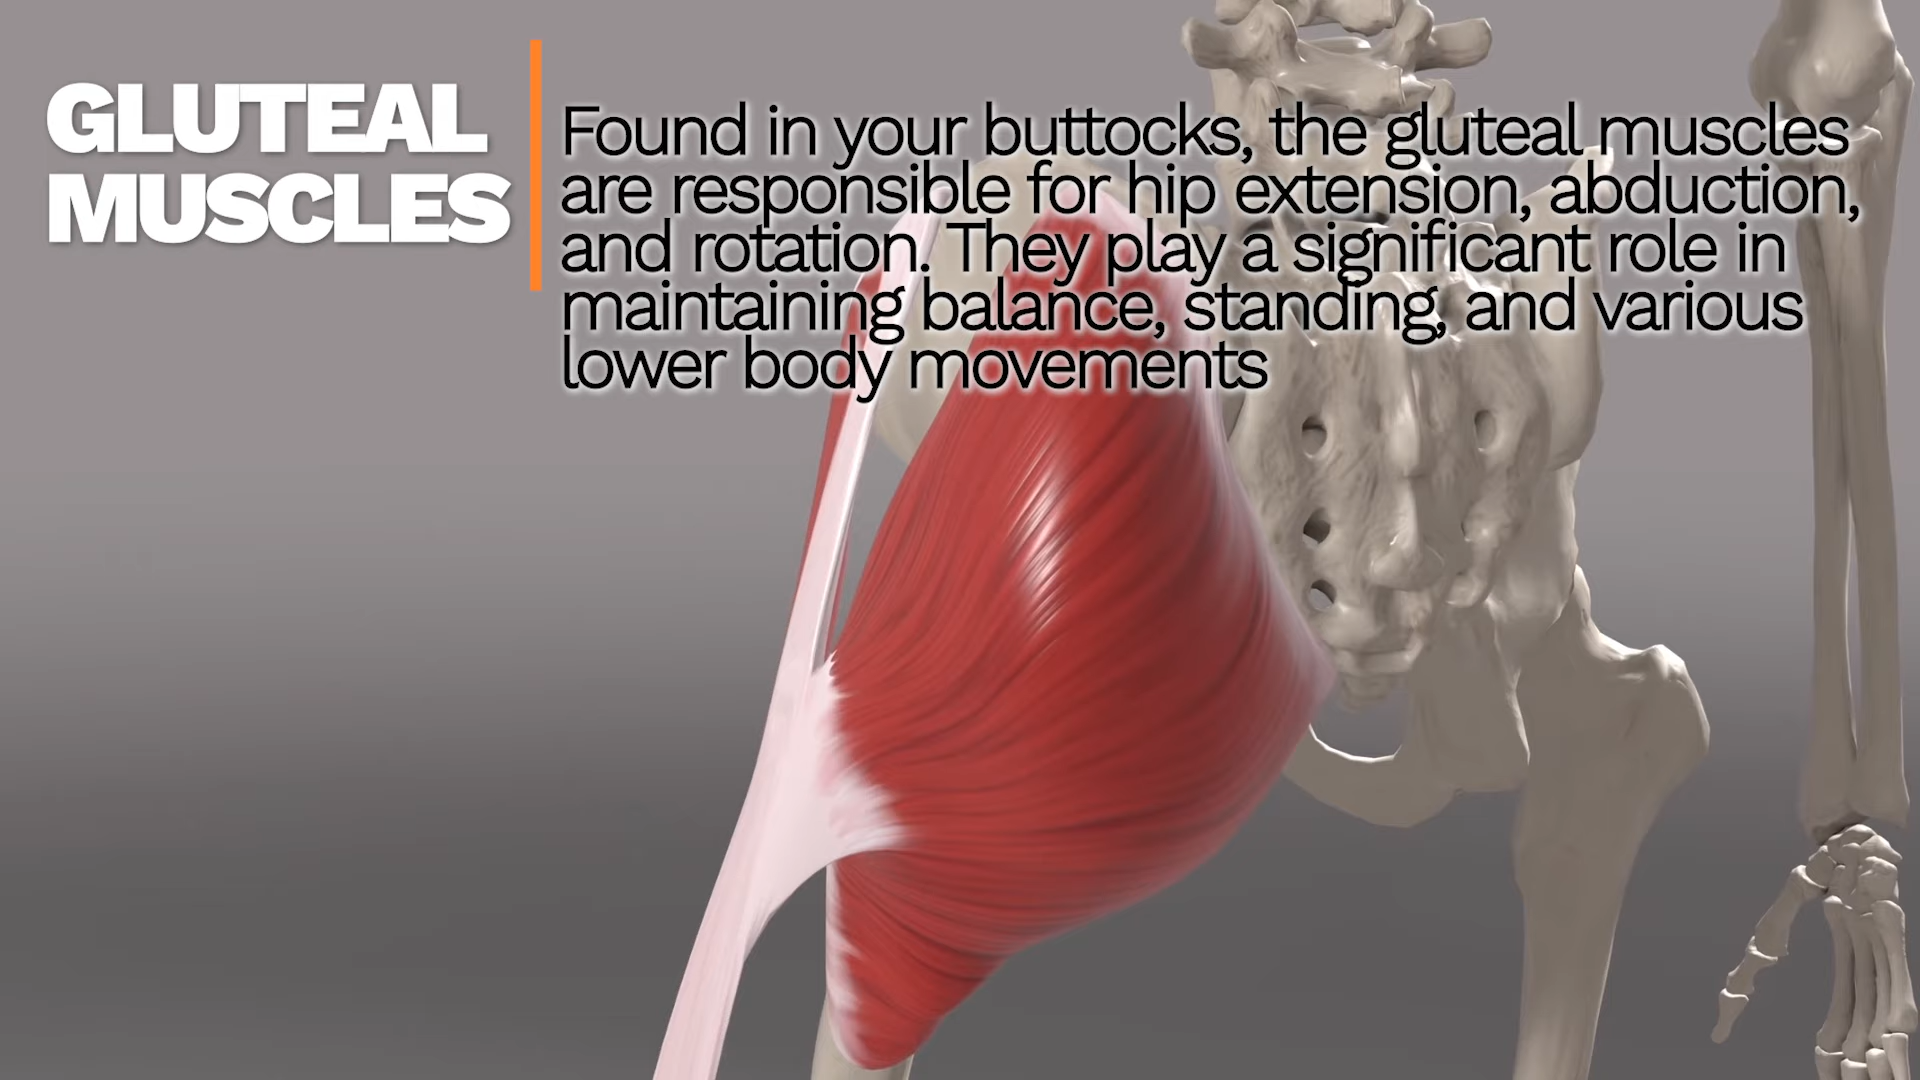 GLUTEAL
MUSCLES
Found in your buttocks, the gluteal muscles
are responsible for hip extension, abduction,
and rotation. They play a significant role in
maintaining balance, standing, and various
lower body movements